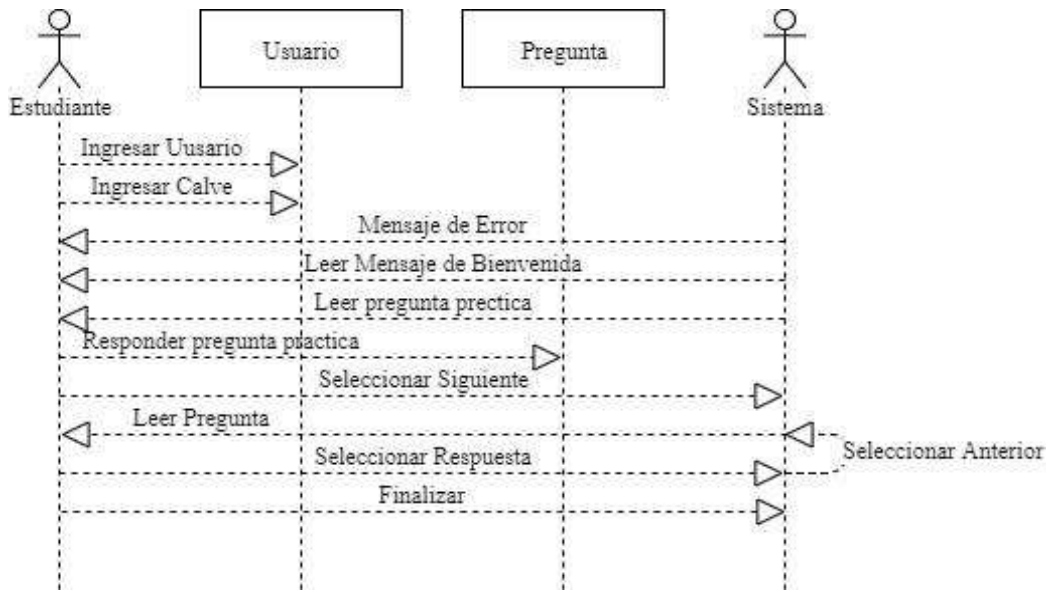 Usuario
Pregunta
Estudiante
Sistema
Ingresar Uusario
Ingresar Calve
Mensaje de Error
Leer Mensaje de Bienvenida
Leer pregunta prectica
Responder pregunta practica
Seleccionar Siguiente
Leer Pregunta
Seleccionar Anterior
Seleccionar Respuesta
Finalizar